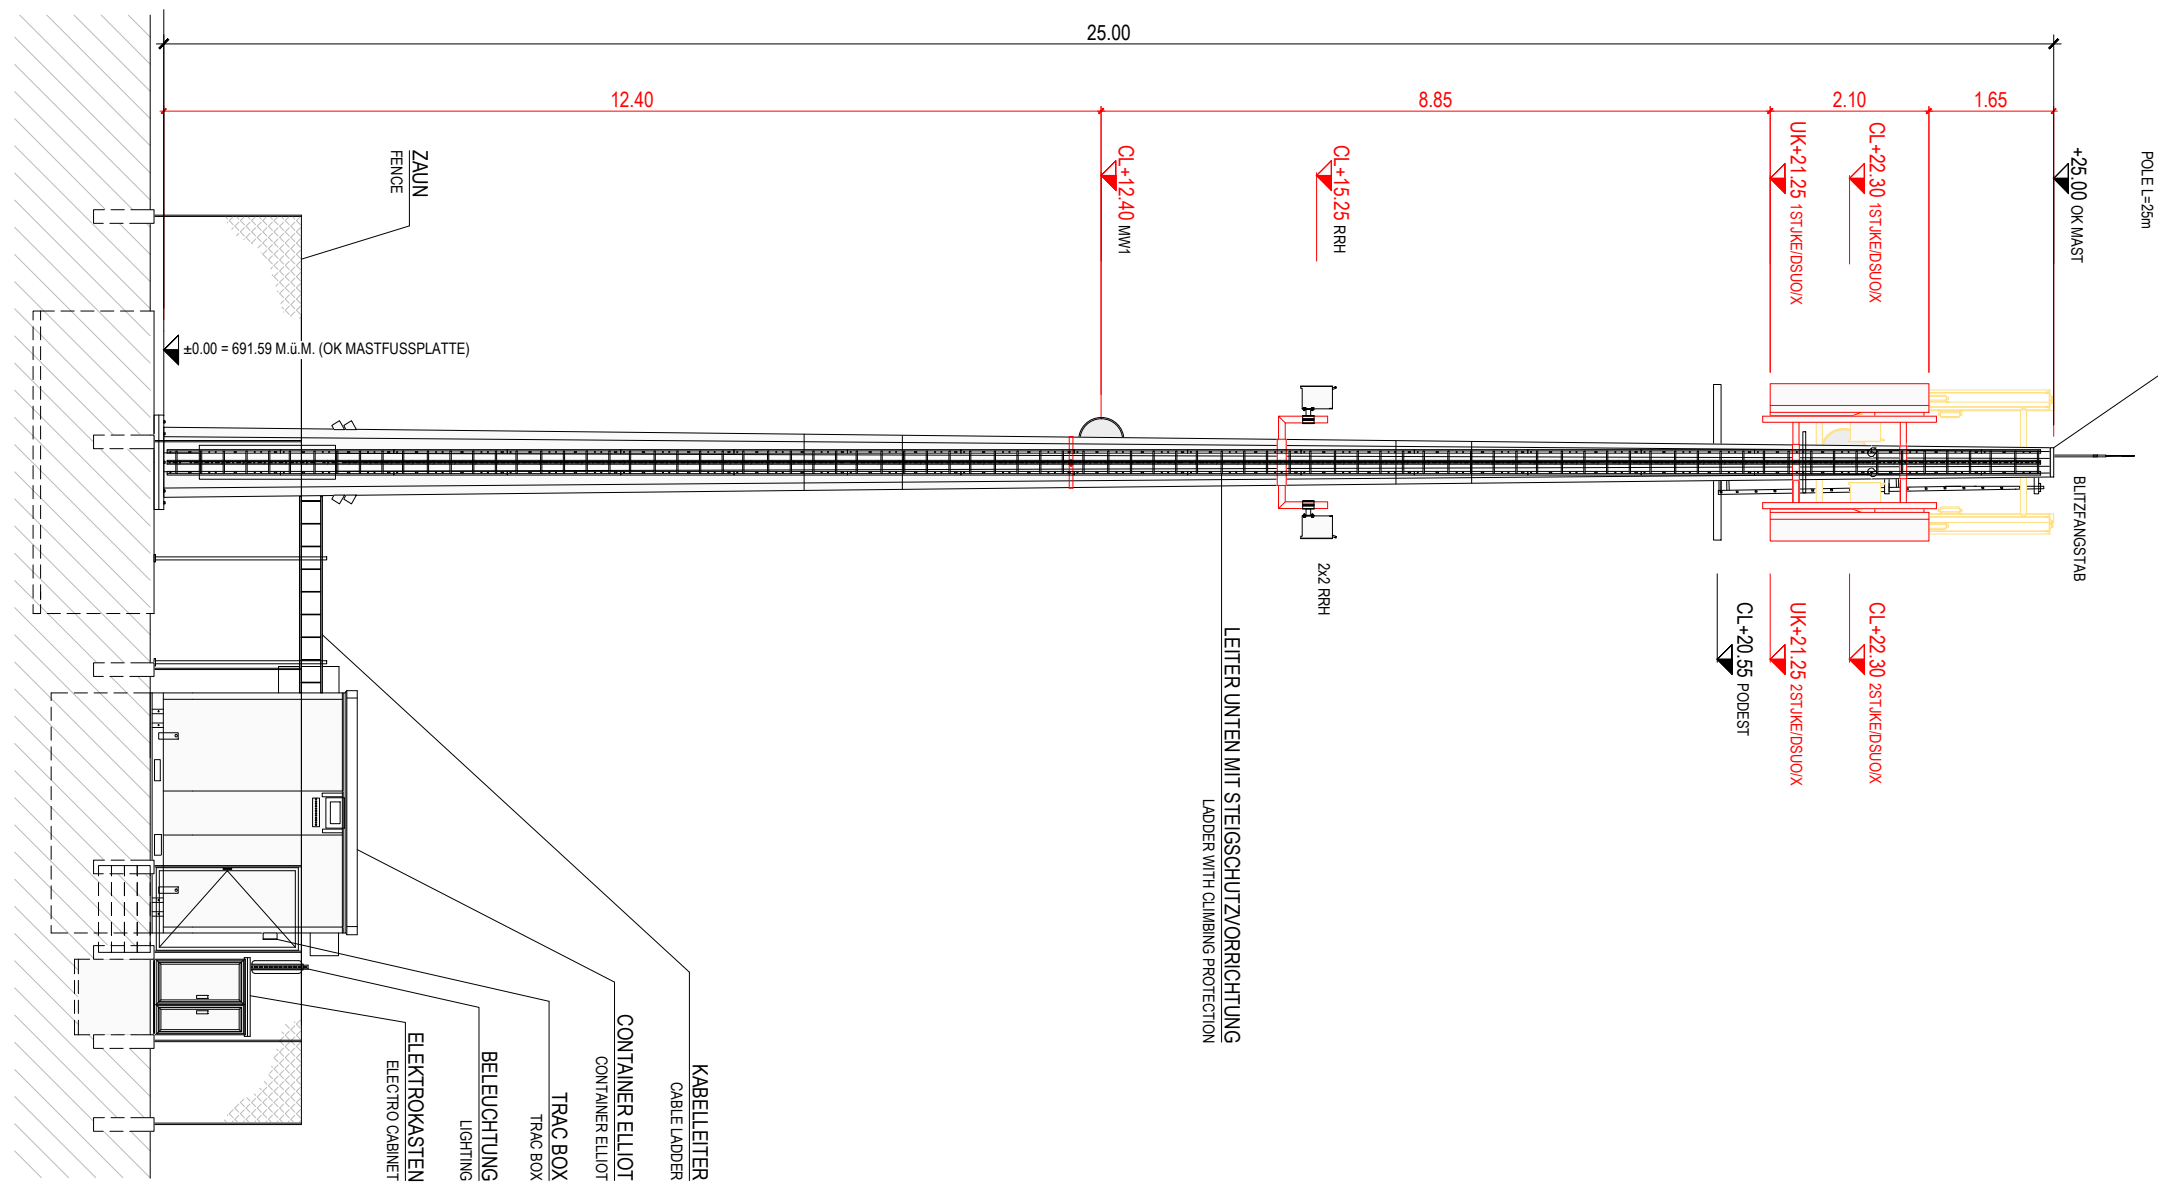 25.00
12.40
8.85
2.10
1.65
POLE L=25m
+25.00 OK MAST
CL+22.30 1STJKE/DSUO/X
UK+21.25 1STJKE/DSUO/X
CL+15.25 RRH
CL+12.40 MW1
ZAUN
FENCE
±0.00 = 691.59 M.ü.M. (OK MASTFUSSPLATTE)
BLITZFANGSTAB
2x2 RRH
CL+22.30 2STJKE/DSUO/X
UK+21.25 2STJKE/DSUO/X
CL+20.55 PODEST
LEITER UNTEN MIT STEIGSCHUTZVORRICHTUNG
LADDER WITH CLIMBING PROTECTION
KABELLEITER
CABLE LADDER
CONTAINER ELLIOT
CONTAINER ELLIOT
TRAC BOX
TRAC BOX
BELEUCHTUNG
LIGHTING
ELEKTROKASTEN
ELECTRO CABINET